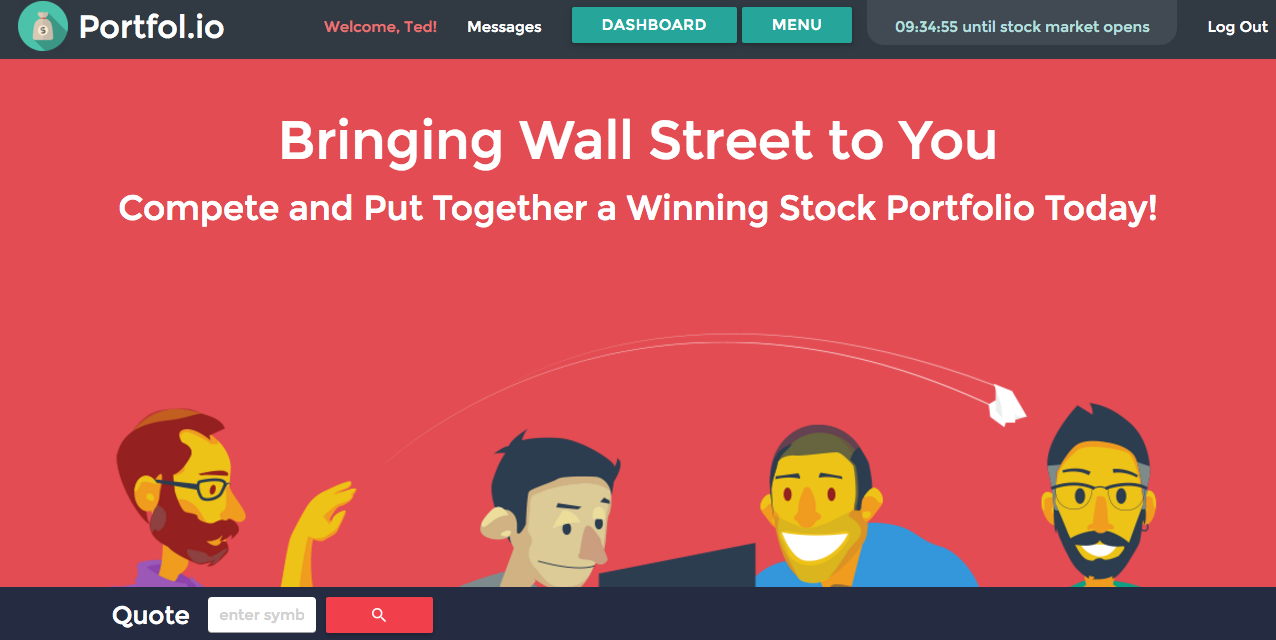 Portfol.io
Welcome, Ted!
Messages
DASHBOARD
MENU
09:34:55 until stock market opens
Log Out
Bringing Wall Street to You
Compete and Put Together a Winning Stock Portfolio Today!
Quote
enter symb